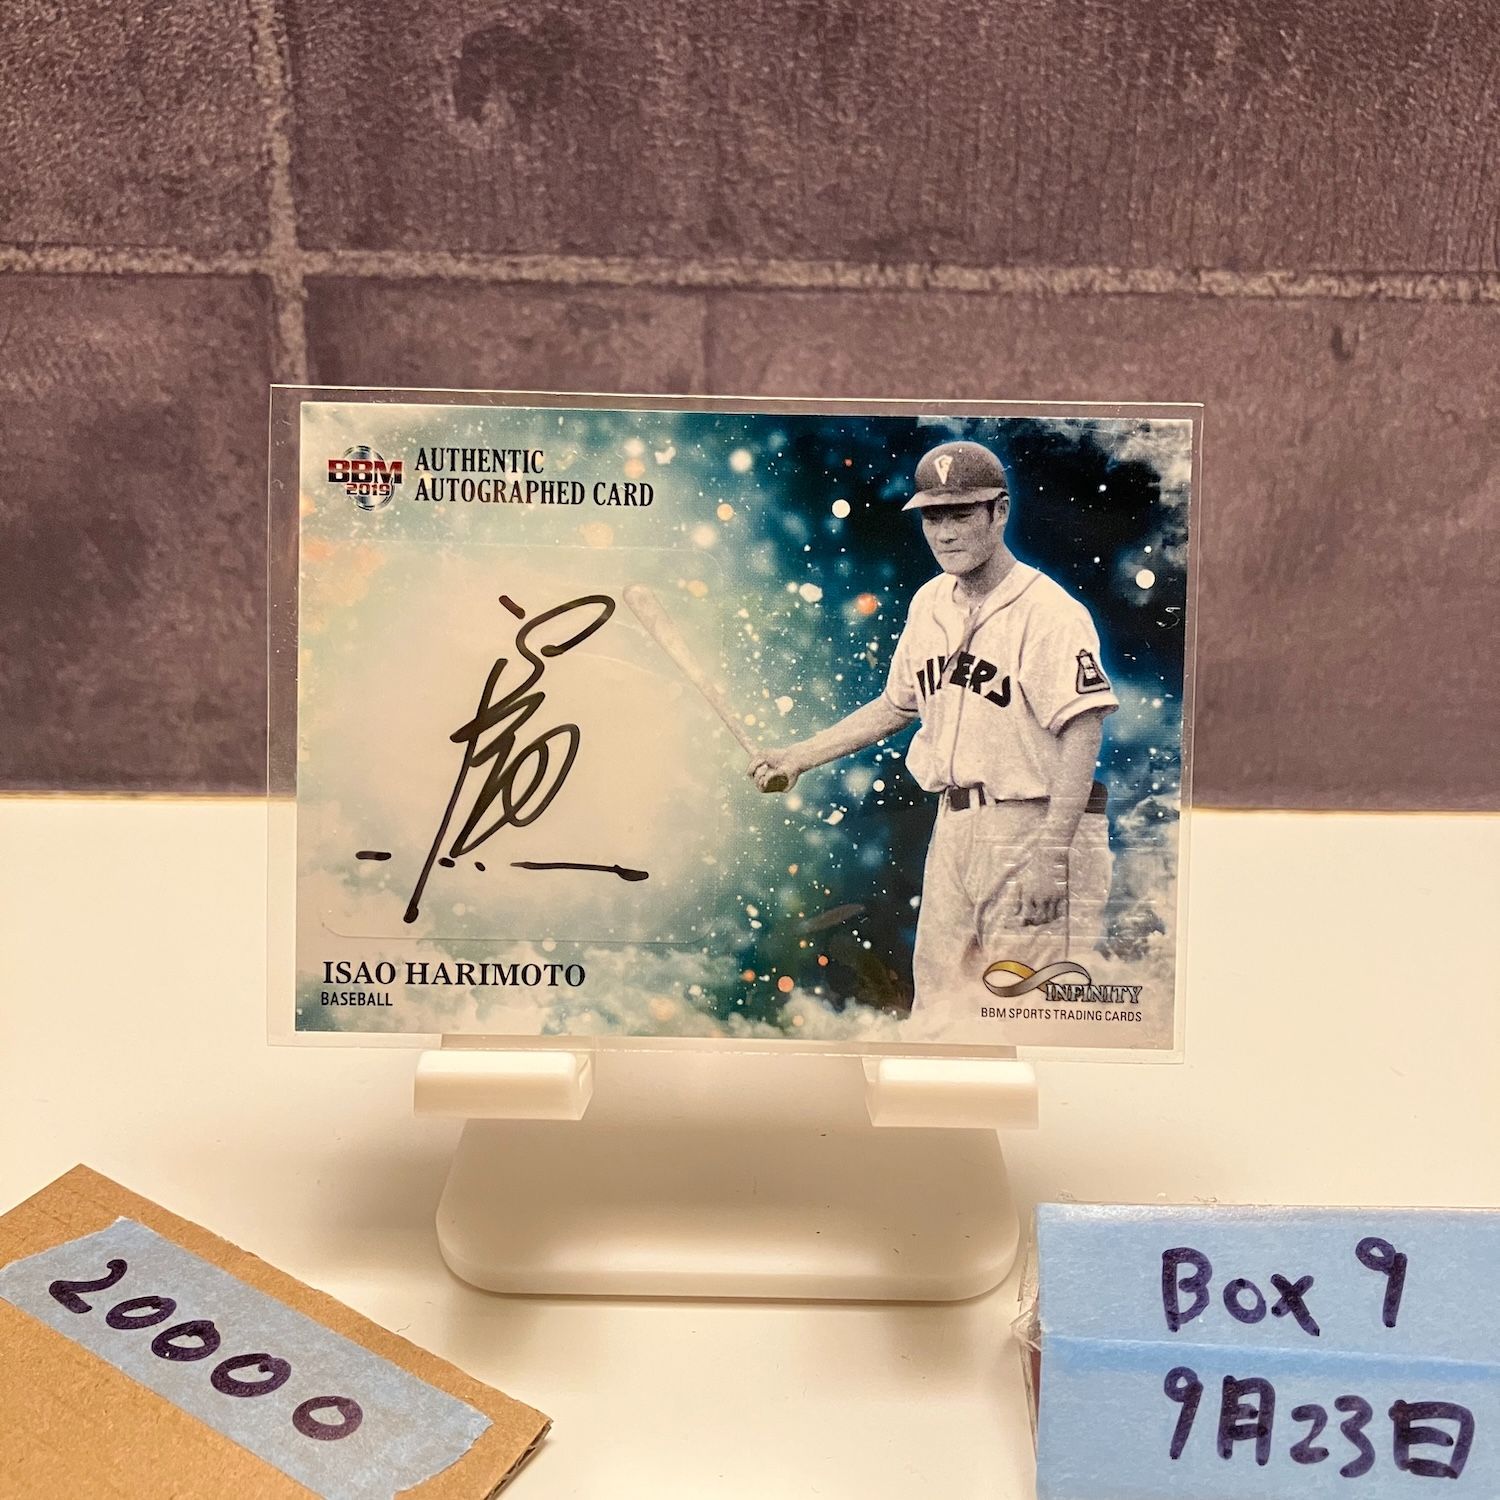 BBM
2019
AUTHENTIC
AUTOGRAPHED CARD
FLYERS
ISAO HARIMOTO
BASEBALL
INFINITY
BBM SPORTS TRADING CARDS
20000
Box 9
9月23日